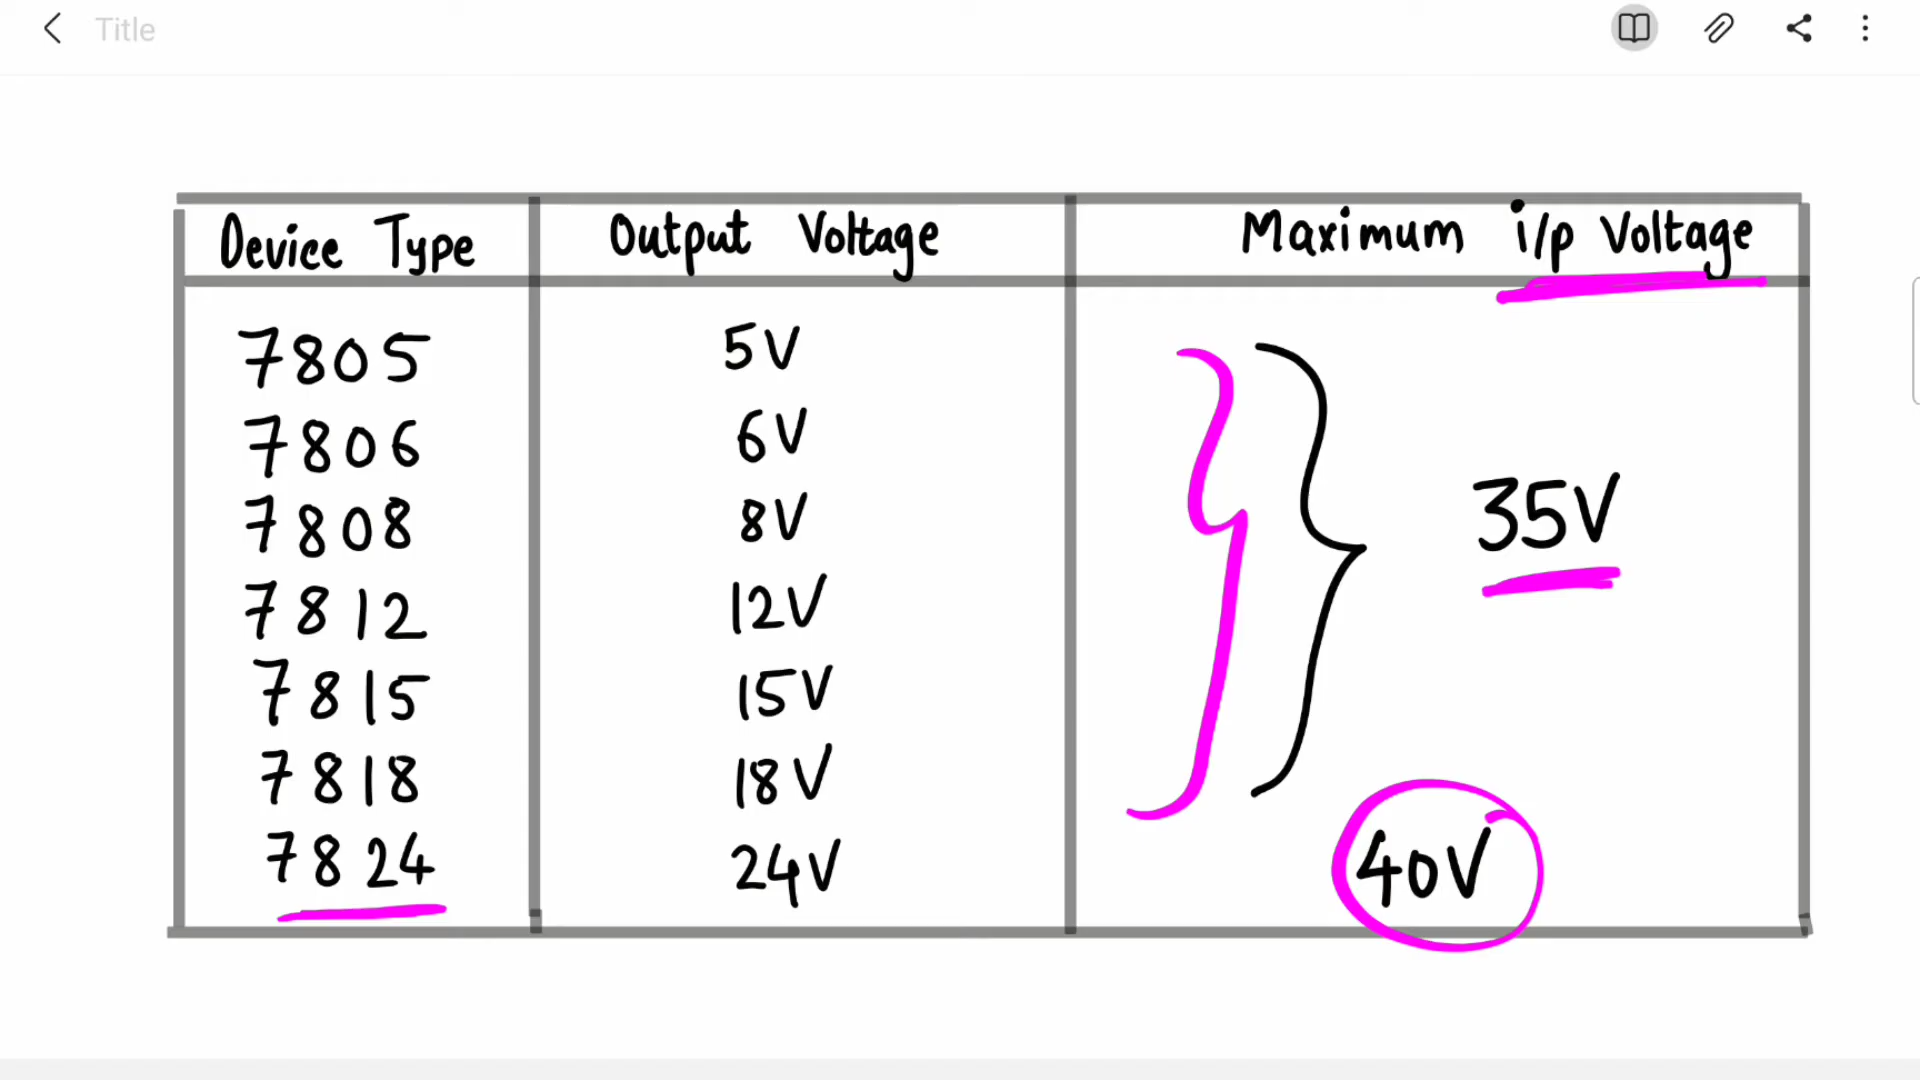 Title
Device Type Output Voltage Maximum i/p Voltage
7805 5V
7806 6V
7808 8V
35V
7812 12V
7815 15V
7818 18V
7824 24V 40V